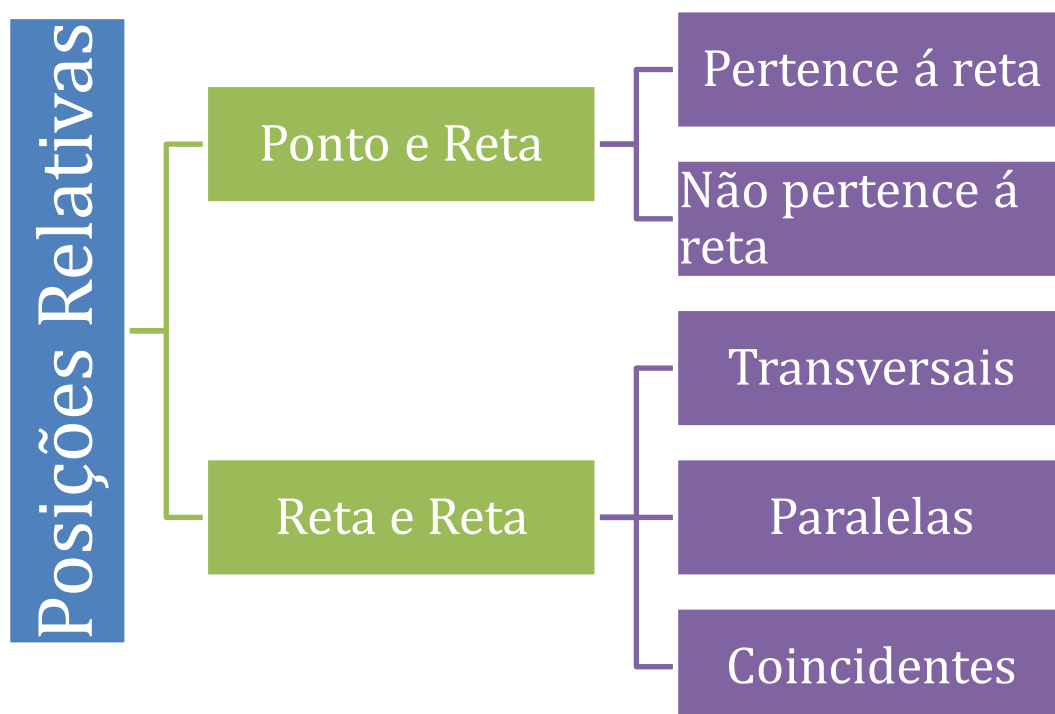 Posições Relativas
Ponto e Reta
Pertence á reta
Não pertence á
reta
Reta e Reta
Transversais
Paralelas
Coincidentes